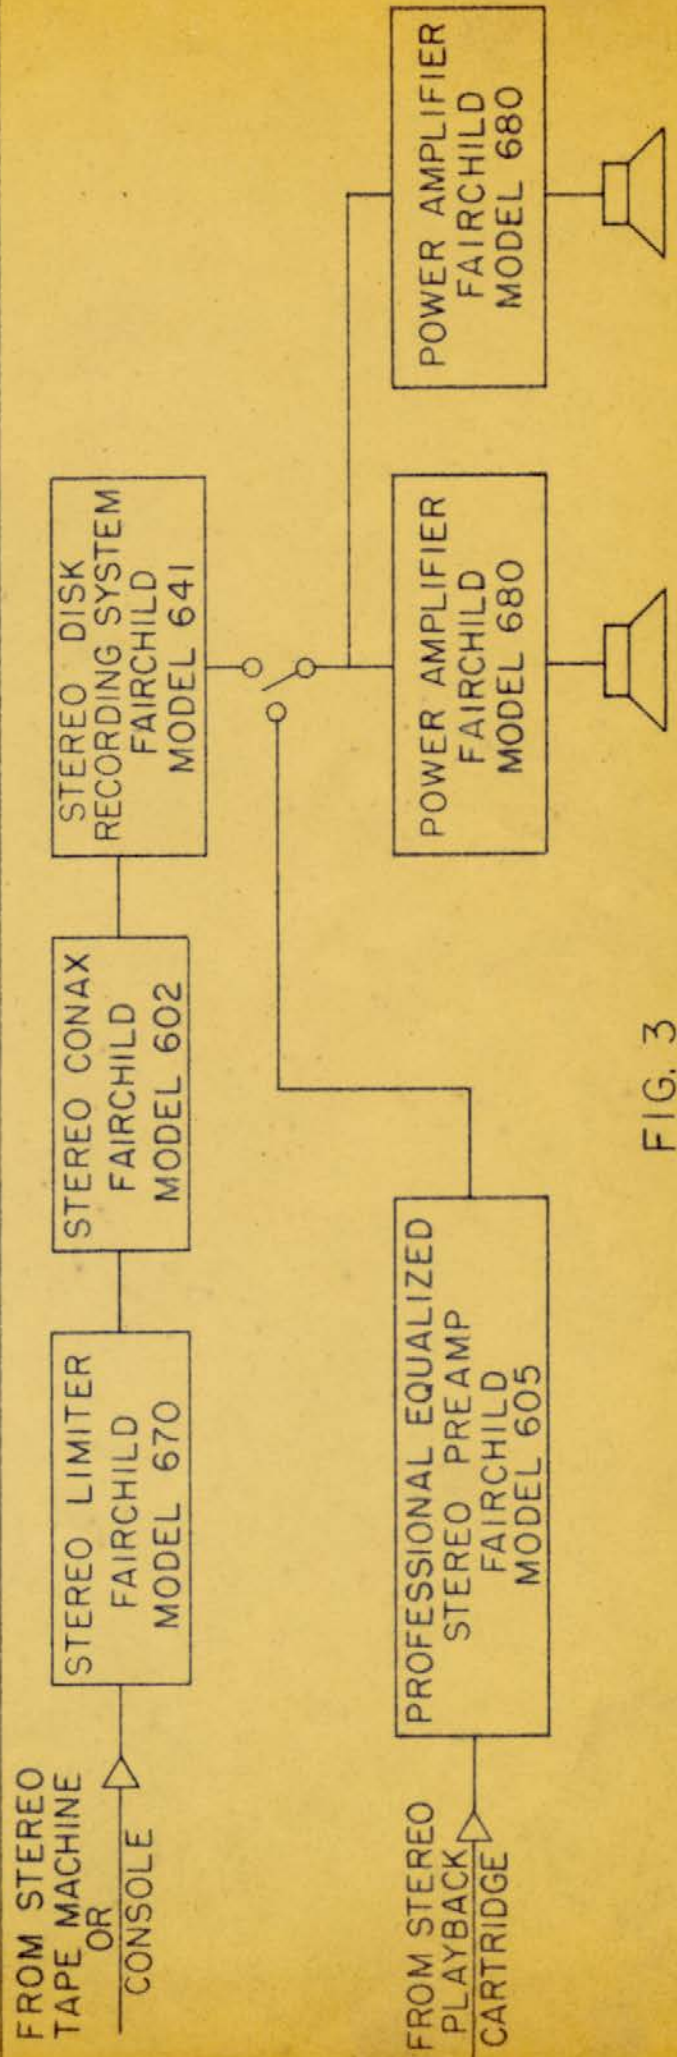 FROM STEREO
TAPE MACHINE
OR
CONSOLE
STEREO LIMITER
FAIRCHILD
MODEL 670
STEREO CONAX
FAIRCHILD
MODEL 602
STEREO DISK
RECORDING SYSTEM
FAIRCHILD
MODEL 641
FROM STEREO
PLAYBACK
CARTRIDGE
PROFESSIONAL EQUALIZED
STEREO PREAMP
FAIRCHILD
MODEL 605
POWER AMPLIFIER
FAIRCHILD
MODEL 680
POWER AMPLIFIER
FAIRCHILD
MODEL 680
FIG. 3